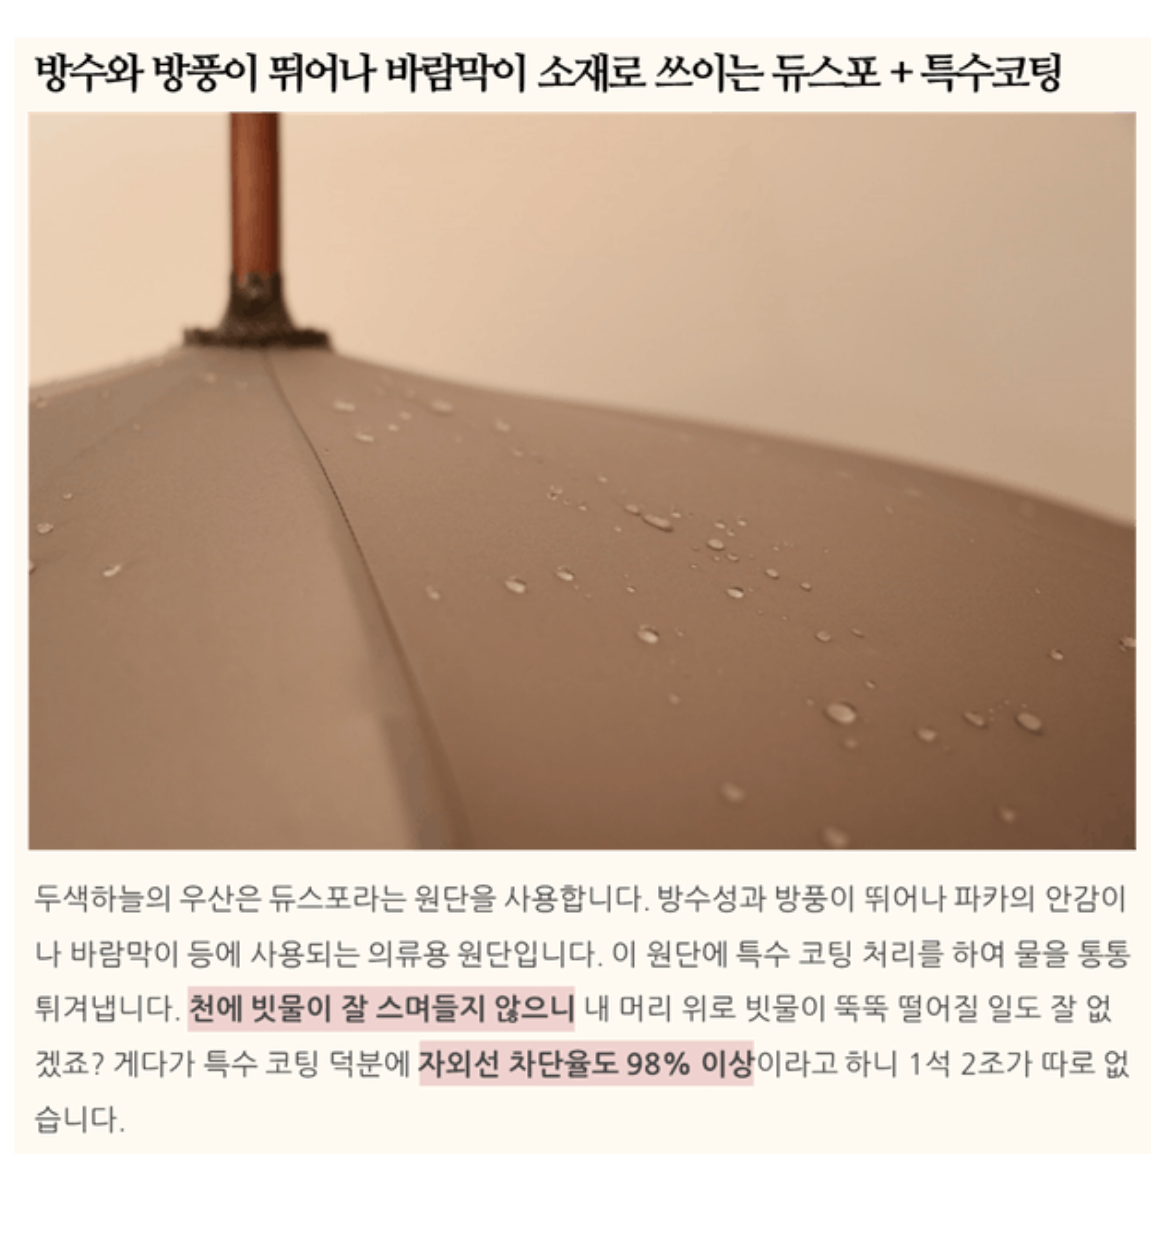 방수와 방풍이 뛰어나 바람막이 소재로 쓰이는 듀스포 + 특수코팅
두색하늘의 우산은 듀스포라는 원단을 사용합니다. 방수성과 방풍이 뛰어나 파카의 안감이
나 바람막이 등에 사용되는 의류용 원단입니다. 이 원단에 특수 코팅 처리를 하여 물을 통통
튀겨냅니다. 천에 빗물이 잘 스며들지 않으니 내 머리 위로 빗물이 뚝뚝 떨어질 일도 잘 없
겠죠? 게다가 특수 코팅 덕분에 자외선 차단율도 98% 이상이라고 하니 1석 2조가 따로 없
습니다.